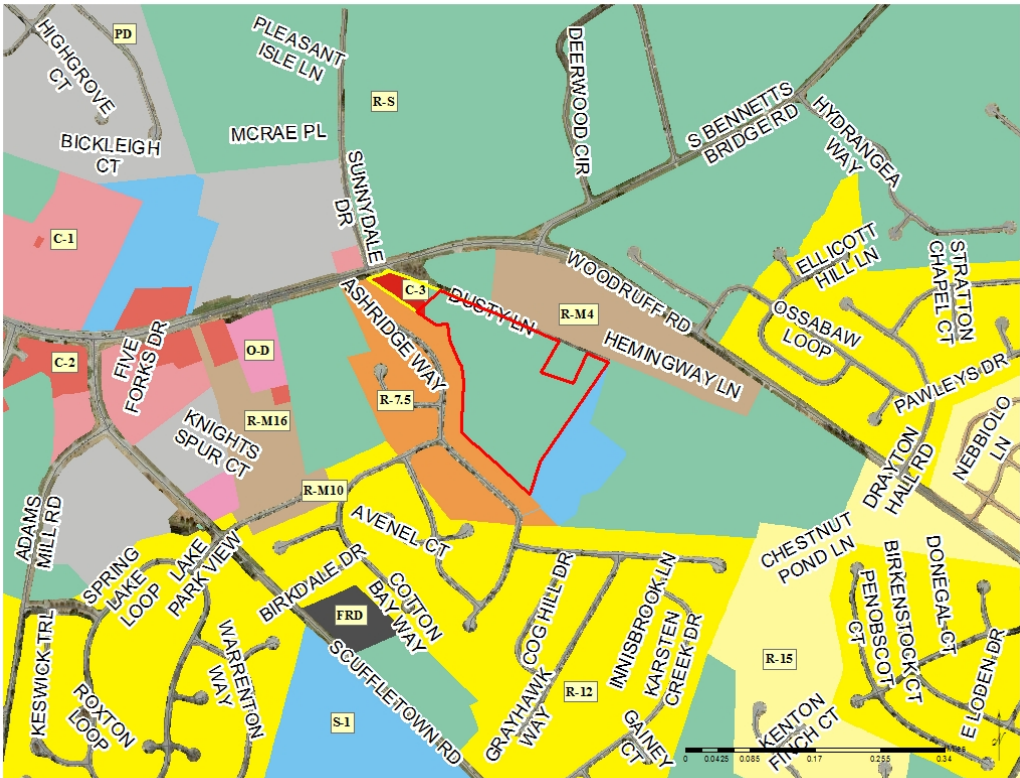 HIGHGROVE
CT
PD
PLEASANT
ISLE LN
DEERWOOD CIR
R-S
S BENNETTS
BRIDGE RD
HYDRANGEA
WAY
BICKLEIGH
CT
MCRAE PL
SUNNYDALE
DR
C-1
ELLICOTT
HILL LN
STRATTON
CHAPEL CT
WOODRUFF RD
C-3
DUSTY LN
R-M4
OSSABAW
LOOP
ASHRIDGE WAY
HEMINGWAY LN
FIVE
FORKS DR
O-D
C-2
PAWLEYS DR
R-7.5
R-M16
KNIGHTS
SPUR CT
NEBBIOLO
LN
DRAYTON
HALL RD
ADAMS
MILL RD
R-M10
AVENEL CT
CHESTNUT
POND LN
SPRING
LAKE
LOOP
LAKE
PARK VIEW
BIRKDALE DR
COTTON
BAY WAY
COG HILL DR
INNISBROOK LN
KARSTEN
CREEK DR
PENOBSCOT
CT
BIRKENSTOCK CT
DONEGAL CT
E LODEN DR
FRD
KESWICK TRL
ROXTON
LOOP
WARRENTON
WAY
SCUFFLETOWN RD
R-15
R-12
GRAYHAWK
WAY
GAINEY
CT
KENTON
FINCH CT
S-1
0 0.0425 0.085 0.17 0.255 0.34